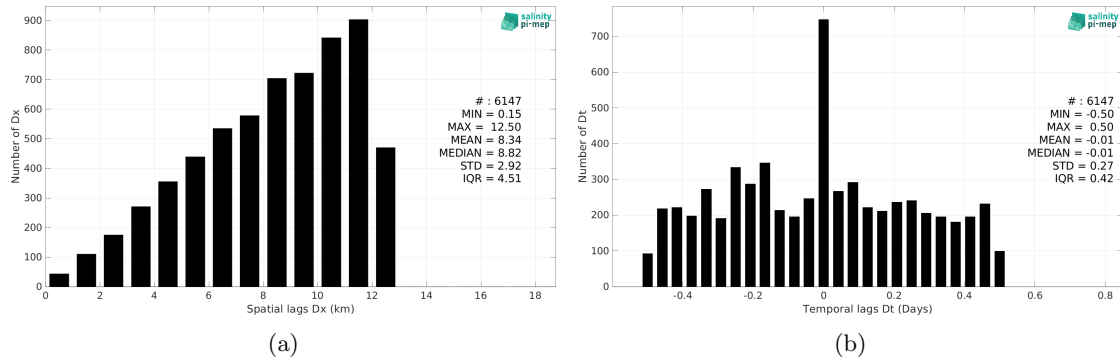 900
800
700
600
500
400
300
200
100
0
Number of Dx
0 2 4 6 8 10 12 14 16 18
Spatial lags Dx (km)
salinity
pi-mep
# : 6147
MIN = 0.15
MAX = 12.50
MEAN = 8.34
MEDIAN = 8.82
STD = 2.92
IQR = 4.51
(a)
700
600
500
400
300
200
100
0
Number of Dt
-0.4 -0.2 0 0.2 0.4 0.6 0.8
Temporal lags Dt (Days)
salinity
pi-mep
# : 6147
MIN = -0.50
MAX = 0.50
MEAN = -0.01
MEDIAN = -0.01
STD = 0.27
IQR = 0.42
(b)